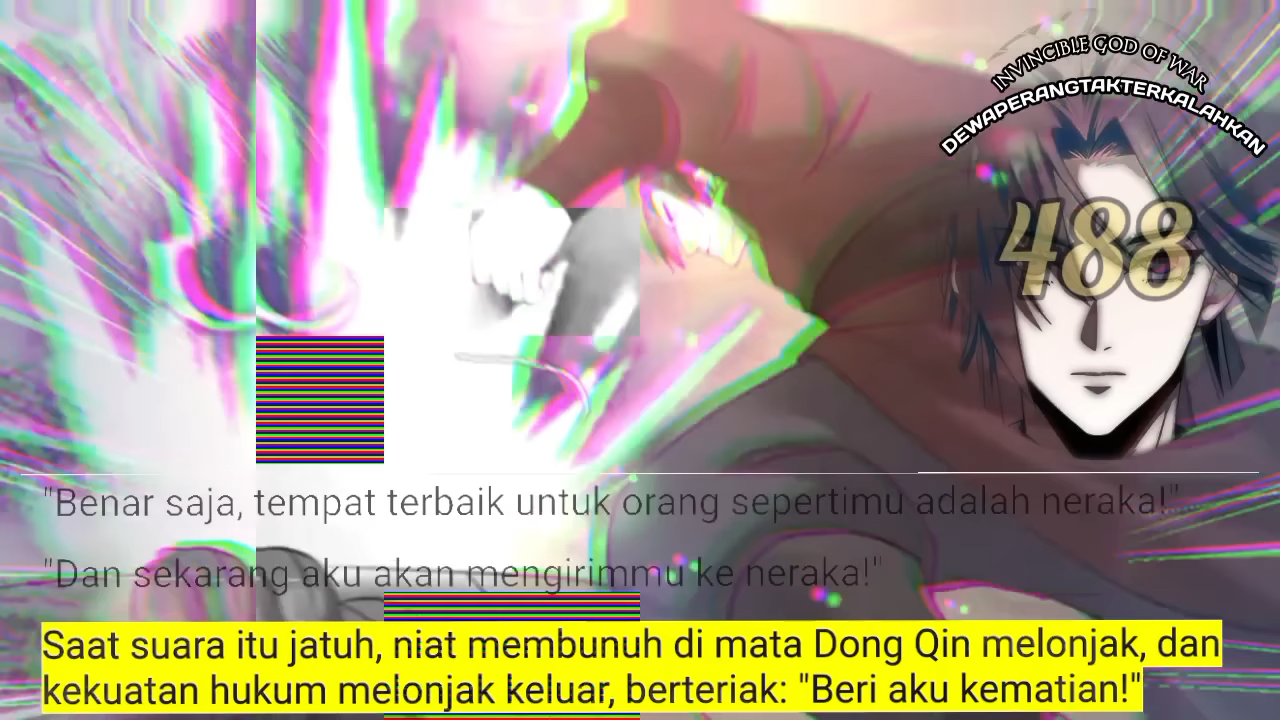 INVINCIBLE GOD OF WAR
DEWAPERANGTAKTERKALAHKAN
488
"Benar saja, tempat terbaik untuk orang sepertimu adalah neraka!"
"Dan sekarang aku akan mengirimmu ke neraka!"
Saat suara itu jatuh, niat membunuh di mata Dong Qin melonjak, dan
kekuatan hukum melonjak keluar, berteriak: "Beri aku kematian!"